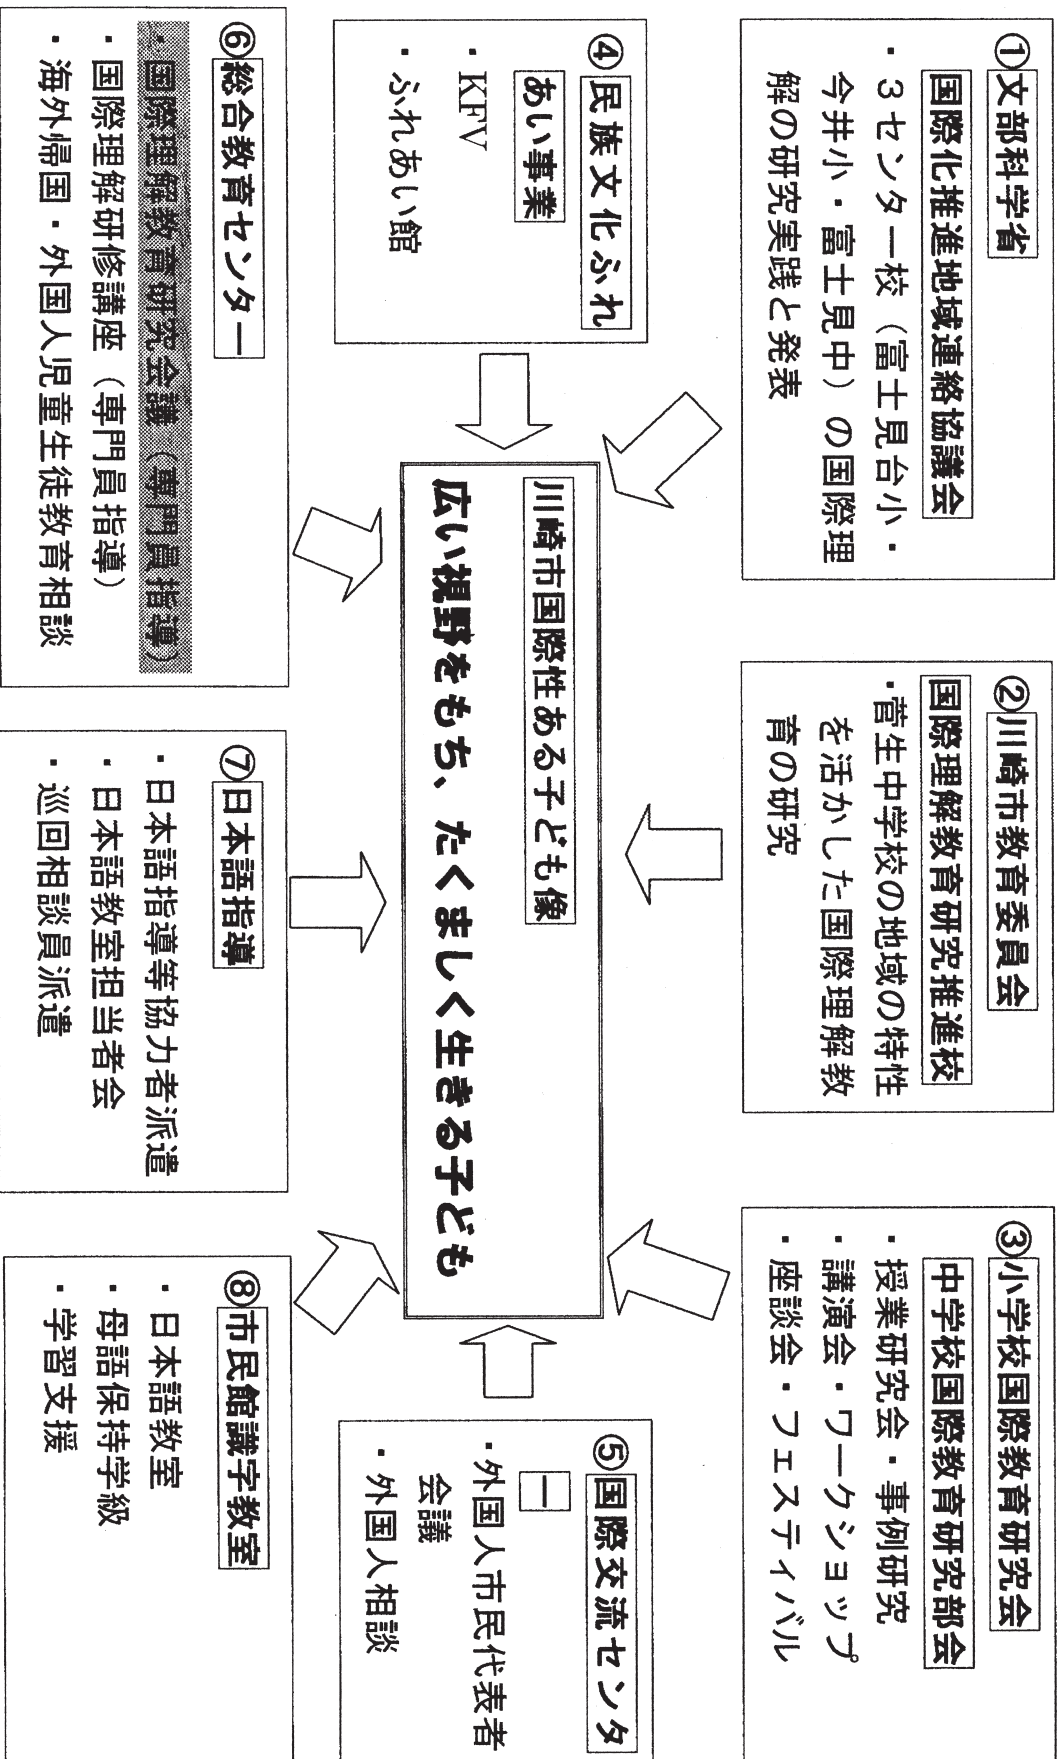 ①文部科学省
国際化推進地域連絡協議会
・３センター校（富士見台小・
今井小・富士見中）の国際理
解の研究実践と発表
②川崎市教育委員会
国際理解教育研究推進校
・菅生中学校の地域の特性
を活かした国際理解教
育の研究
③小学校国際教育研究会
中学校国際教育研究部会
・授業研究会・事例研究
・講演会・ワークショップ
・座談会・フェスティバル
④民族文化ふれ
あい事業
・KFV
・ふれあい館
川崎市国際性ある子ども像
広い視野をもち、たくましく生きる子ども
⑤国際交流センタ
ー
・外国人市民代表者
会議
・外国人相談
⑥総合教育センター
・国際理解教育研究会議（専門員指導）
・国際理解研修講座（専門員指導）
・海外帰国・外国人児童生徒教育相談
⑦日本語指導
・日本語指導等協力者派遣
・日本語教室担当者会
・巡回相談員派遣
⑧市民館識字教室
・日本語教室
・母語保持学級
・学習支援